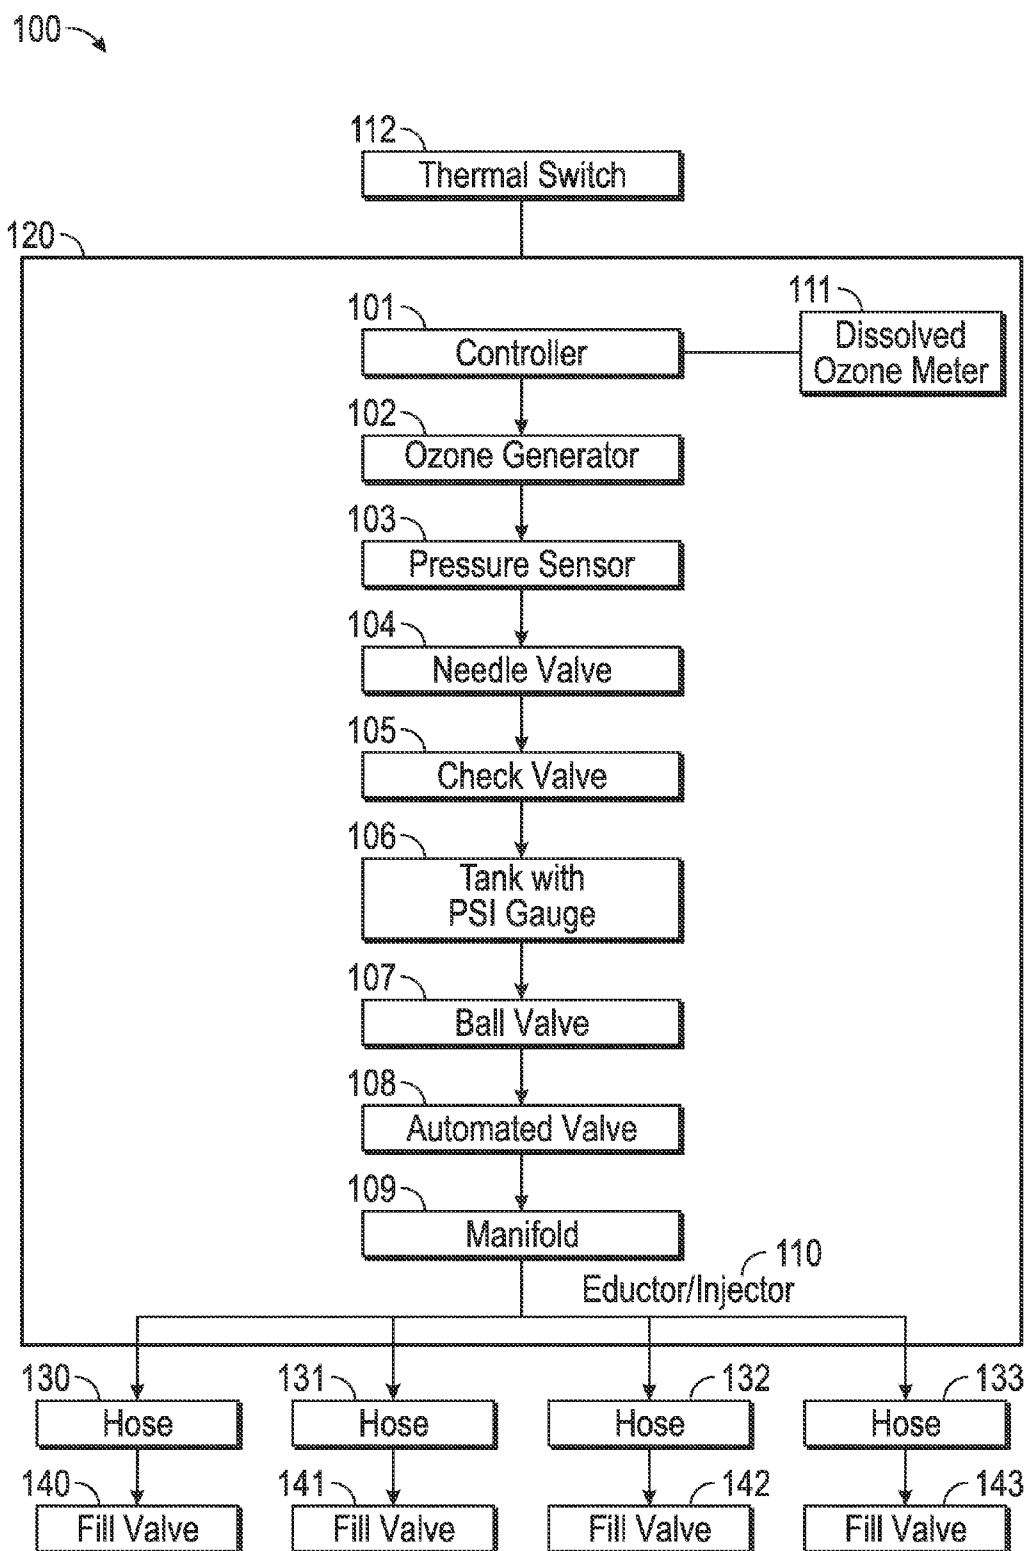 100
112
Thermal Switch
120
101
Controller
111
Dissolved
Ozone Meter
102
Ozone Generator
103
Pressure Sensor
104
Needle Valve
105
Check Valve
106
Tank with
PSI Gauge
107
Ball Valve
108
Automated Valve
109
Manifold
110
Eductor/Injector
130 131 132 133
Hose Hose Hose Hose
140 141 142 143
Fill Valve Fill Valve Fill Valve Fill Valve